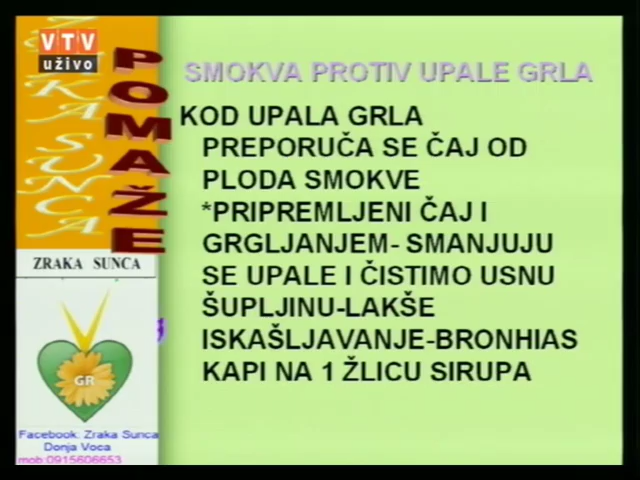 VTV
uživo
ZRAKA SUNCA
POMAŽE
SMOKVA PROTIV UPALE GRLA
KOD UPALA GRLA
PREPORUČA SE ČAJ OD
PLODA SMOKVE
*PRIPREMLJENI ČAJ I
GRGLJANJEM- SMANJUJU
SE UPALE I ČISTIMO USNU
ŠUPLJINU-LAKŠE
ISKAŠLJAVANJE-BRONHIAS
KAPI NA 1 ŽLICU SIRUPA
ZRAKA SUNCA
GR
Facebook: Zraka Sunca
Donja Voca
mob:0915606653